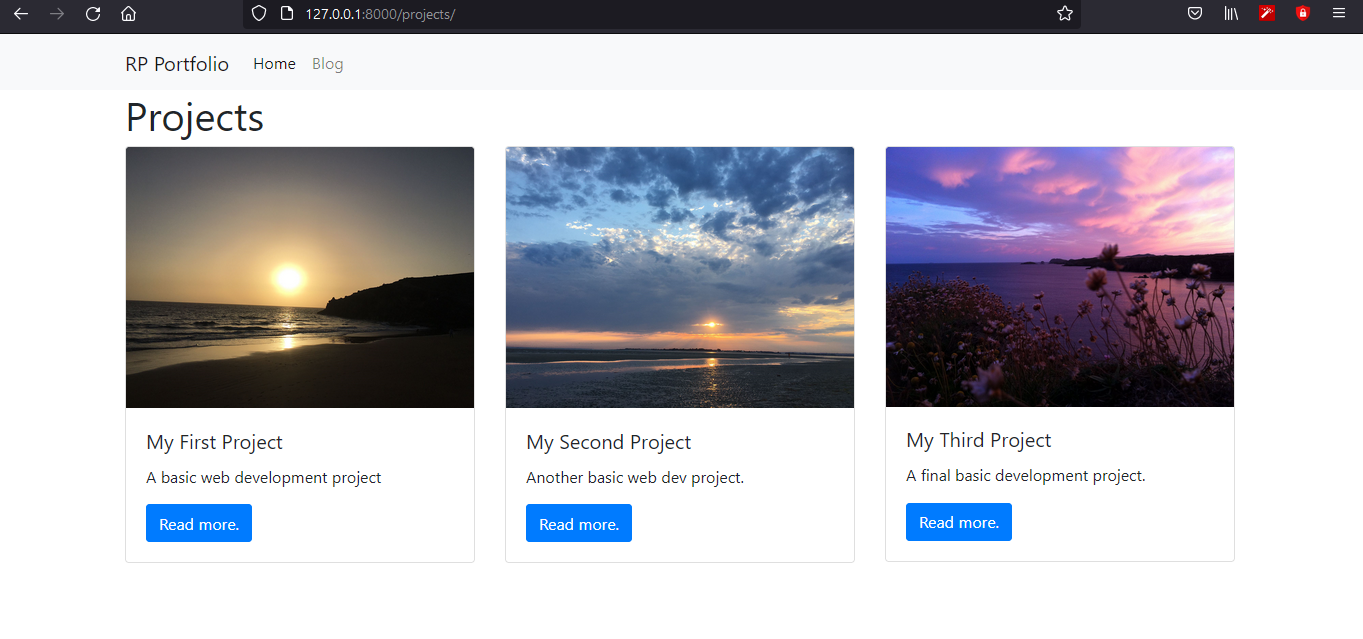 127.0.0.1:8000/projects/
RP Portfolio Home Blog
Projects
My First Project
A basic web development project
Read more.
My Second Project
Another basic web dev project.
Read more.
My Third Project
A final basic development project.
Read more.